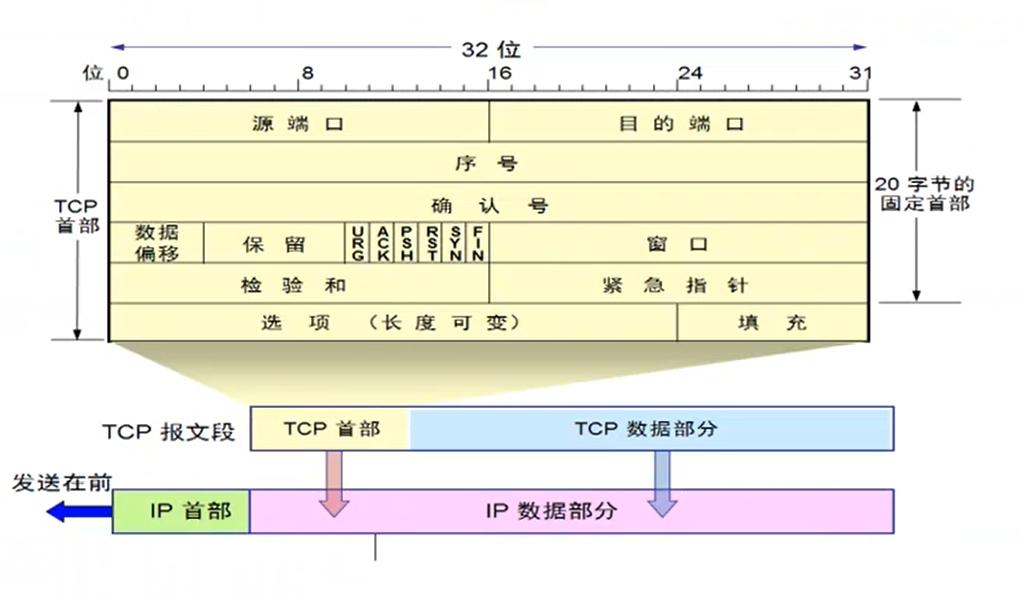 32 位
位 0 8 16 24 31
源 端 口 目 的 端 口
序 号
TCP
首部
20 字节的
固定首部
确 认 号
数据
偏移
保 留
URG
ACK
PSH
RST
SYN
FIN
窗 口
检 验 和 紧 急 指 针
选 项 （长 度 可 变） 填 充
TCP 报文段 TCP 首部 TCP 数据部分
发送在前
IP 首部 IP 数据部分